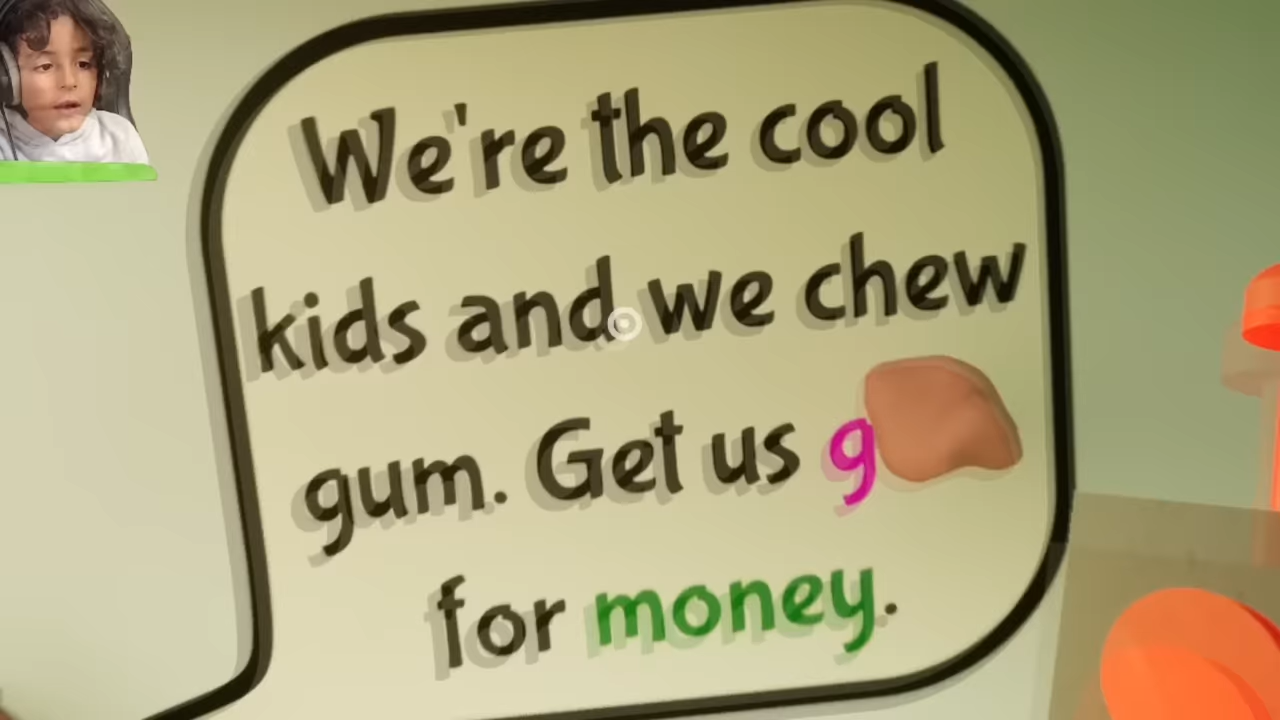 We're the cool
kids and we chew
gum. Get us g
for money.